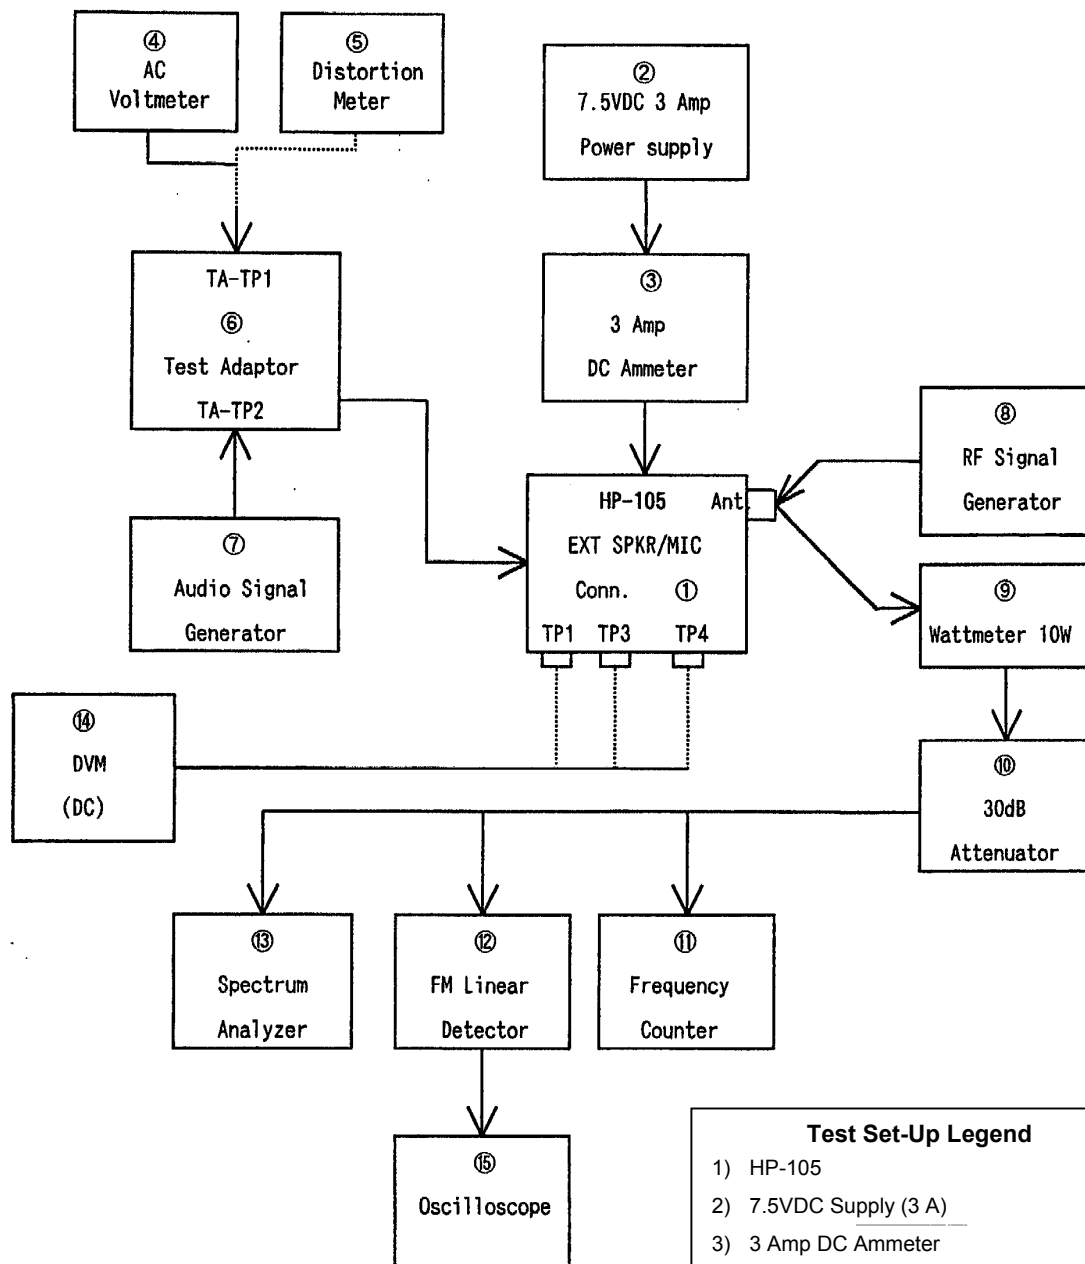 ④
AC
Voltmeter
⑤
Distortion
Meter
②
7.5VDC 3 Amp
Power supply
TA-TP1
⑥
Test Adaptor
TA-TP2
③
3 Amp
DC Ammeter
⑧
RF Signal
Generator
HP-105 Ant.
EXT SPKR/MIC
Conn. ①
TP1 TP3 TP4
⑦
Audio Signal
Generator
⑨
Wattmeter 10W
⑭
DVM
(DC)
⑩
30dB
Attenuator
⑬
Spectrum
Analyzer
⑫
FM Linear
Detector
⑪
Frequency
Counter
⑮
Oscilloscope
Test Set-Up Legend
1) HP-105
2) 7.5VDC Supply (3 A)
3) 3 Amp DC Ammeter